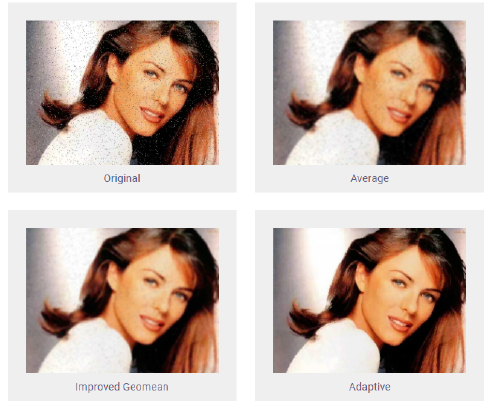 Original
Average
Improved Geomean
Adaptive